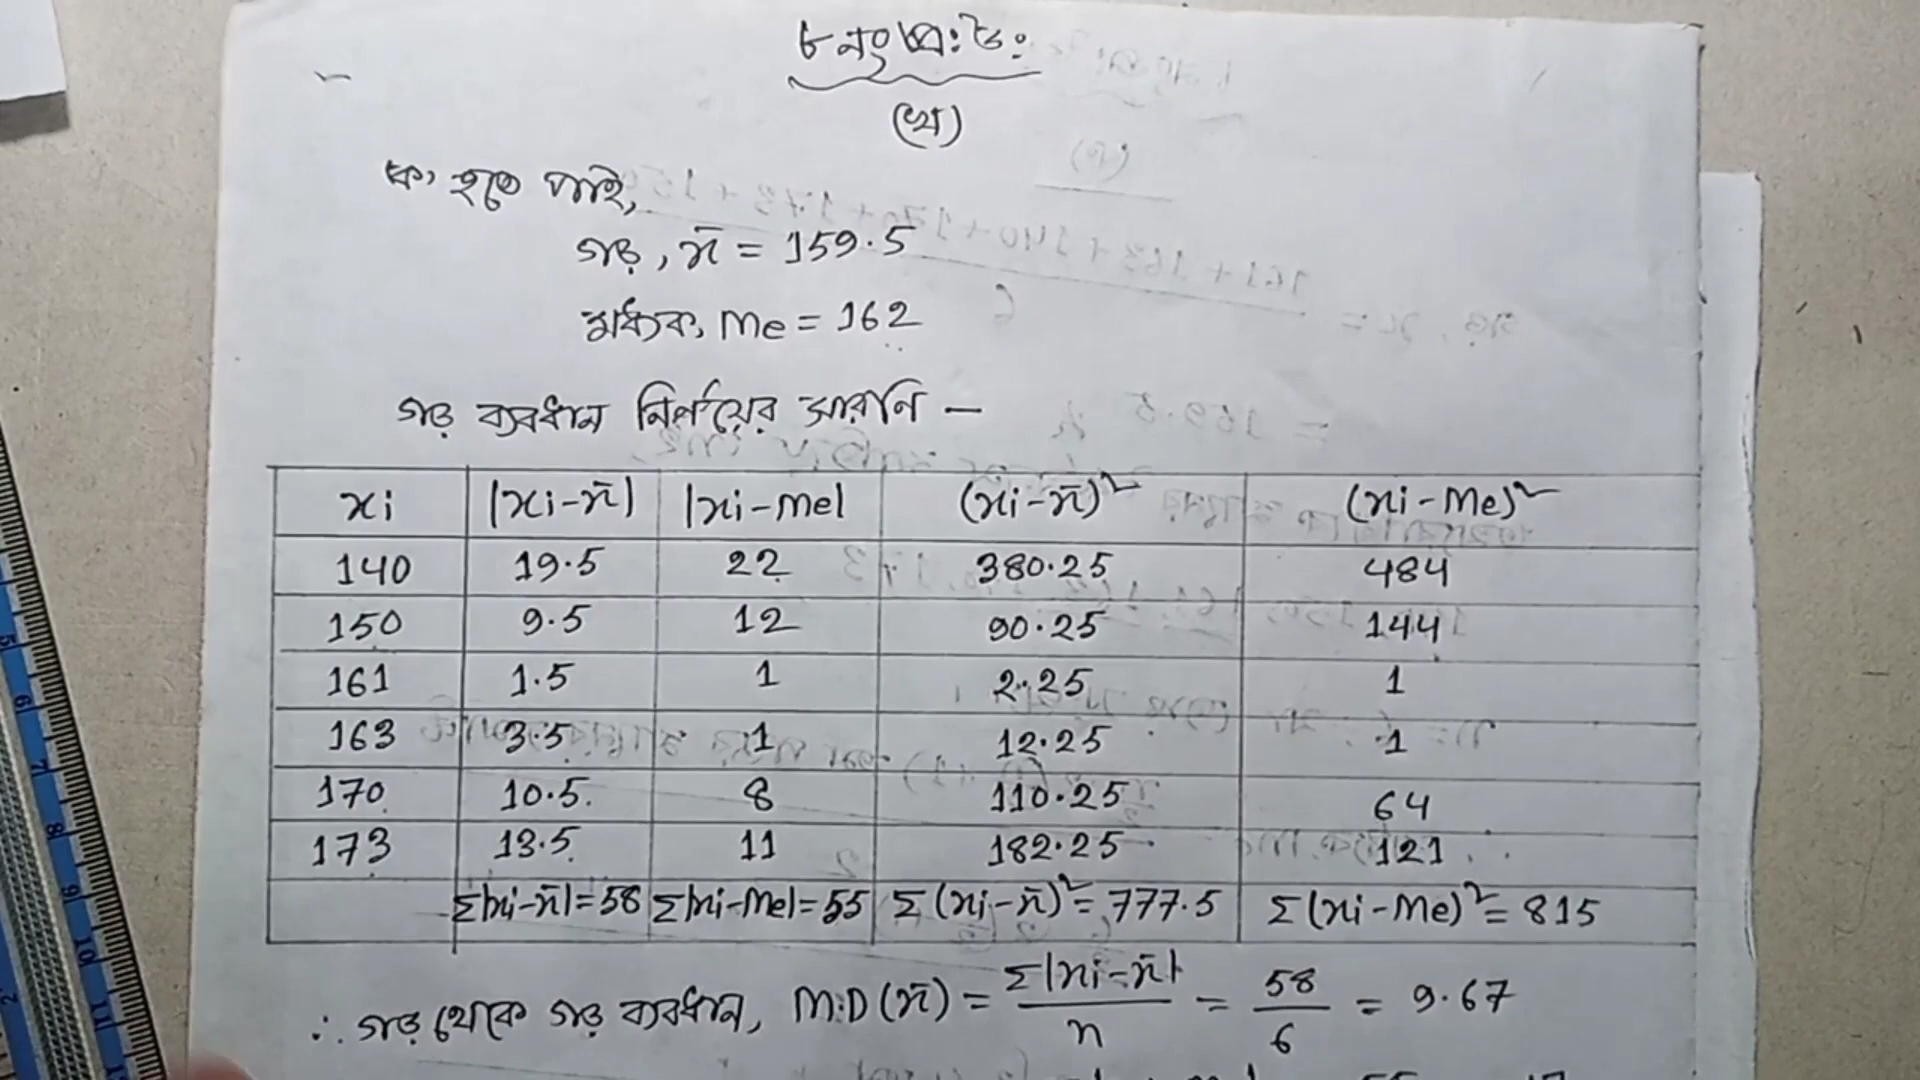 ৮ নং প্রঃ উঃ
(খ)
'ক' হতে পাই,
গড়, x̄ = 159.5
মধ্যক, Me = 162
গড় ব্যবধান নির্ণয়ের সারণি —
xi |xi-x̄| |xi-Me| (xi-x̄)² (xi-Me)²
140 19.5 22 380.25 484
150 9.5 12 90.25 144
161 1.5 1 2.25 1
163 3.5 1 12.25 1
170 10.5 8 110.25 64
173 13.5 11 182.25 121
Σ|xi-x̄|=58 Σ|xi-Me|=55 Σ(xi-x̄)²=777.5 Σ(xi-Me)²=815
∴ গড় থেকে গড় ব্যবধান, M.D(x̄) = Σ|xi-x̄|/n = 58/6 = 9.67